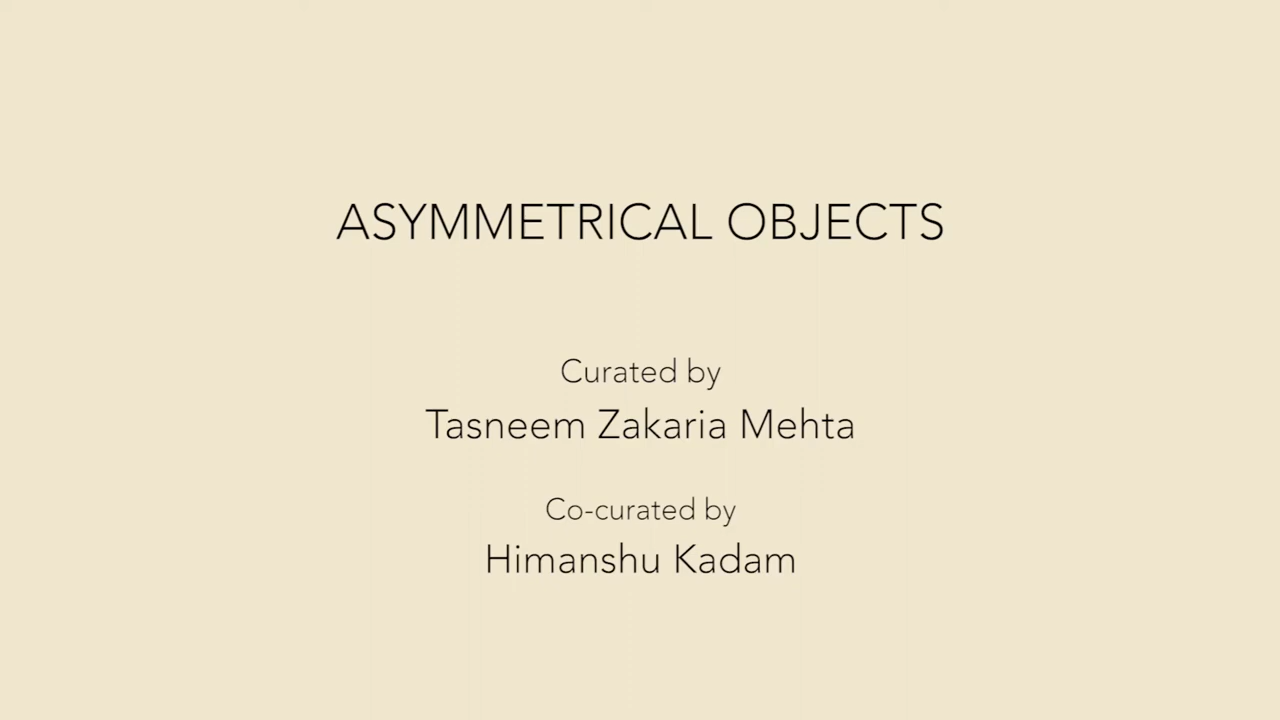 ASYMMETRICAL OBJECTS
Curated by
Tasneem Zakaria Mehta
Co-curated by
Himanshu Kadam